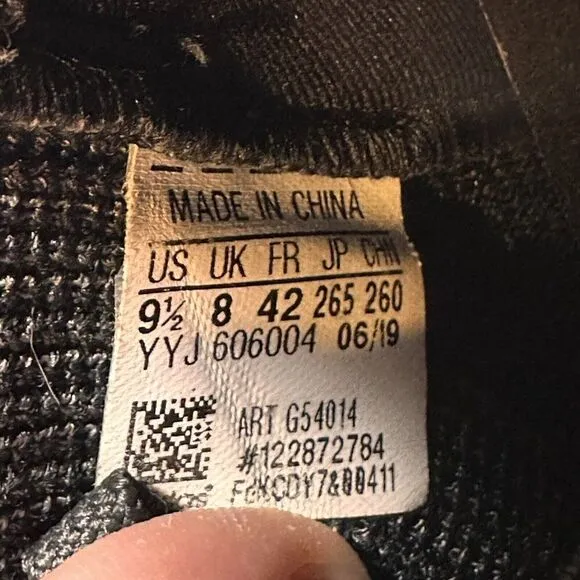 MADE IN CHINA
US UK FR JP CHN
9½ 8 42 265 260
YYJ 606004 06/19
ART G54014
#122872784